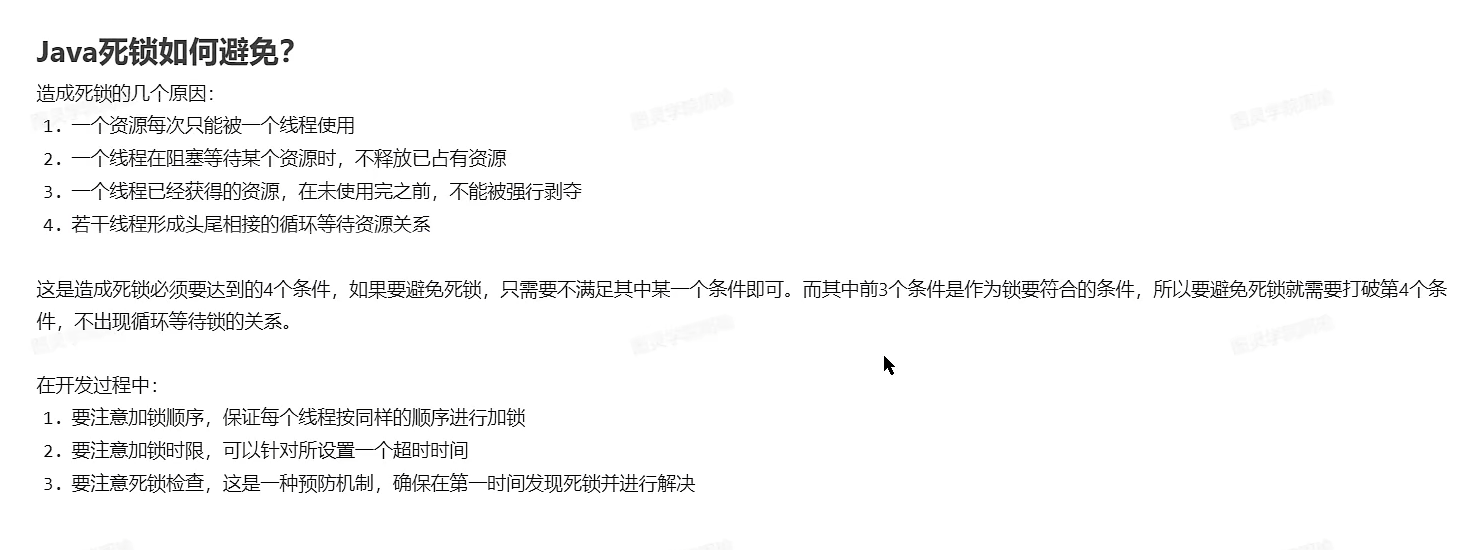 Java死锁如何避免？
造成死锁的几个原因：
1. 一个资源每次只能被一个线程使用
2. 一个线程在阻塞等待某个资源时，不释放已占有资源
3. 一个线程已经获得的资源，在未使用完之前，不能被强行剥夺
4. 若干线程形成头尾相接的循环等待资源关系
这是造成死锁必须要达到的4个条件，如果要避免死锁，只需要不满足其中某一个条件即可。而其中前3个条件是作为锁要符合的条件，所以要避免死锁就需要打破第4个条
件，不出现循环等待锁的关系。
在开发过程中：
1. 要注意加锁顺序，保证每个线程按同样的顺序进行加锁
2. 要注意加锁时限，可以针对所设置一个超时时间
3. 要注意死锁检查，这是一种预防机制，确保在第一时间发现死锁并进行解决